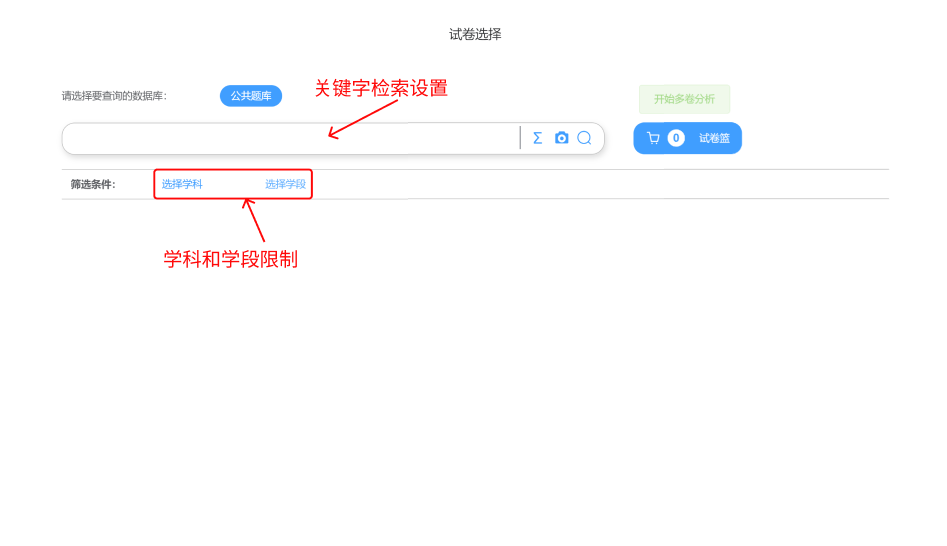 试卷选择
请选择要查询的数据库：
公共题库
关键字检索设置
开始多卷分析
Σ
0
试卷篮
筛选条件：
选择学科
选择学段
学科和学段限制